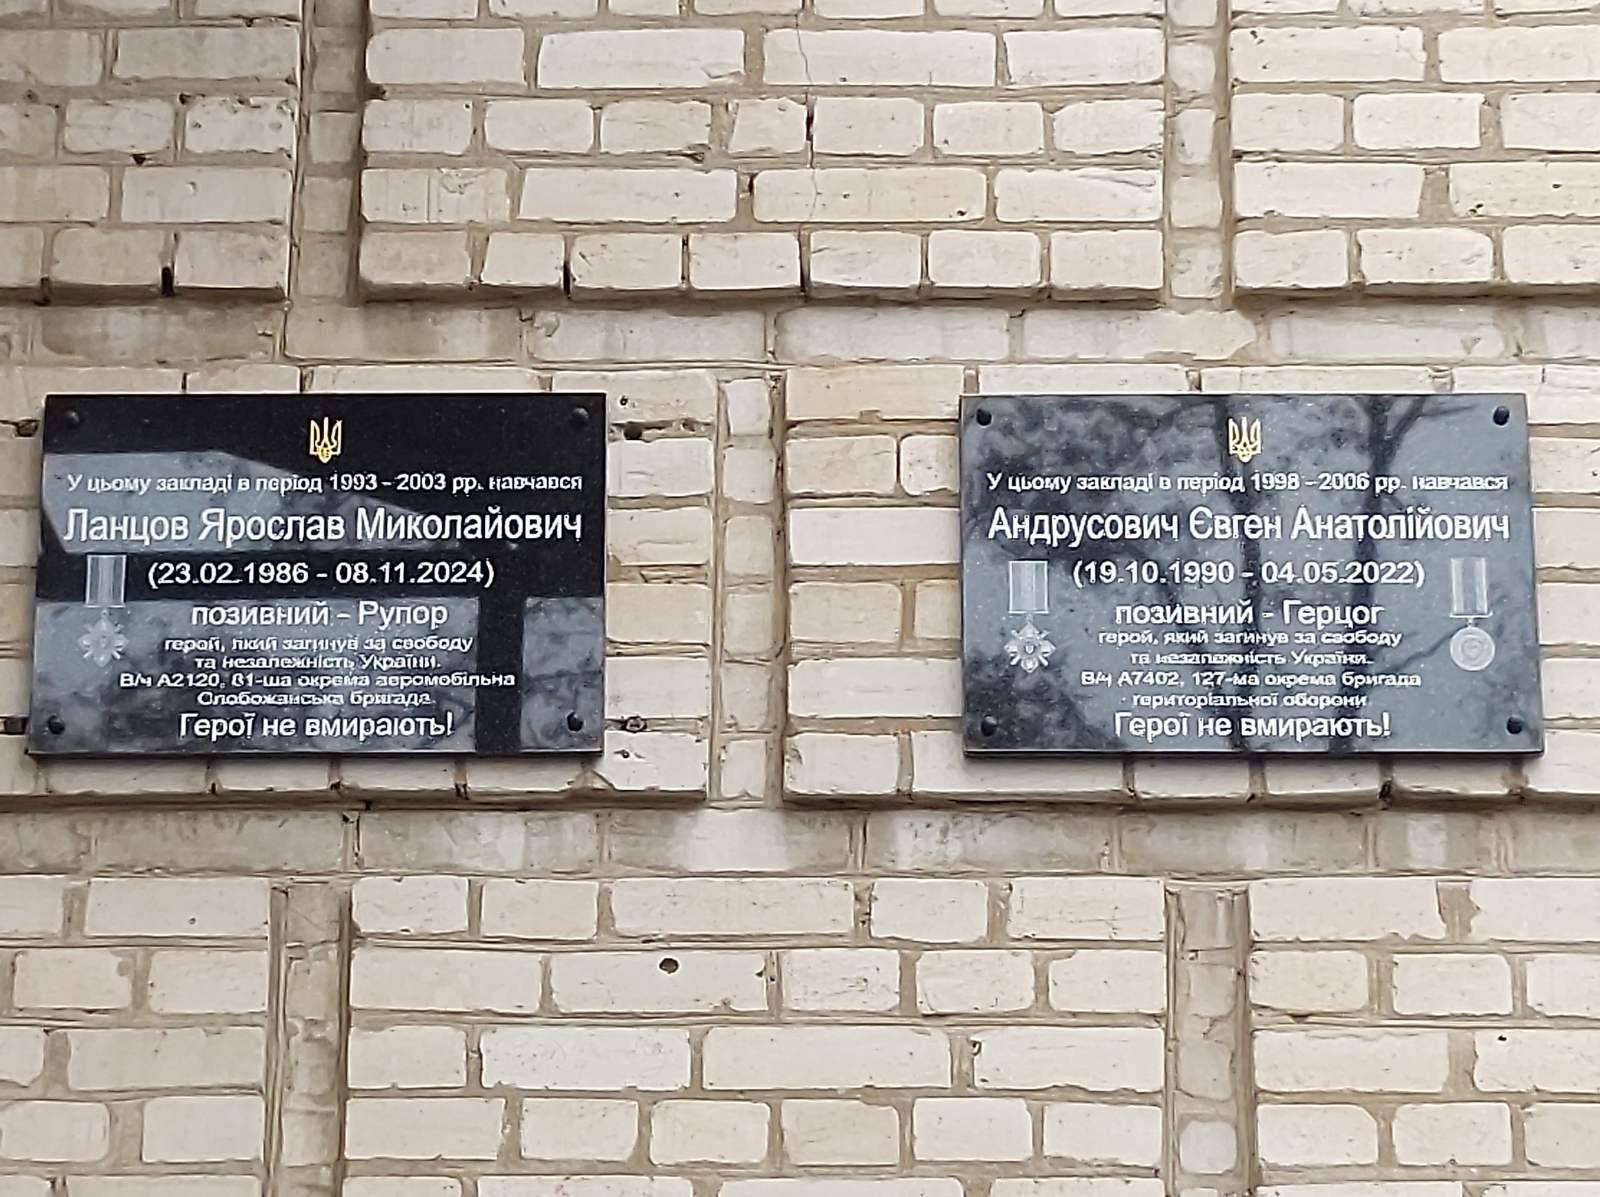 У цьому закладі в період 1993 - 2003 рр. навчався
Ланцов Ярослав Миколайович
(23.02.1986 - 08.11.2024)
позивний - Рупор
герой, який загинув за свободу
та незалежність України.
В/ч А2120, 81-ша окрема аеромобільна
Слобожанська бригада
Герої не вмирають!
У цьому закладі в період 1998 - 2006 рр. навчався
Андрусович Євген Анатолійович
(19.10.1990 - 04.05.2022)
позивний - Герцог
герой, який загинув за свободу
та незалежність України.
В/ч А7402, 127-ма окрема бригада
територіальної оборони
Герої не вмирають!